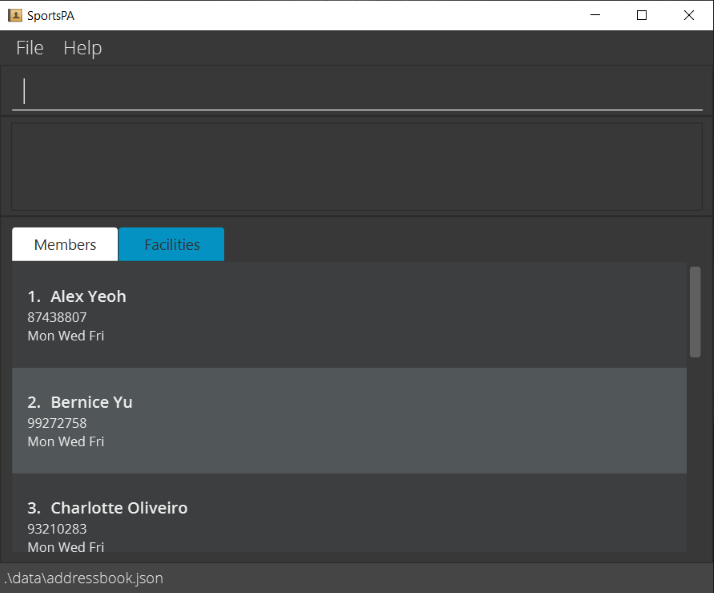 SportsPA
File Help
Members Facilities
1. Alex Yeoh
87438807
Mon Wed Fri
2. Bernice Yu
99272758
Mon Wed Fri
3. Charlotte Oliveiro
93210283
Mon Wed Fri
.\data\addressbook.json